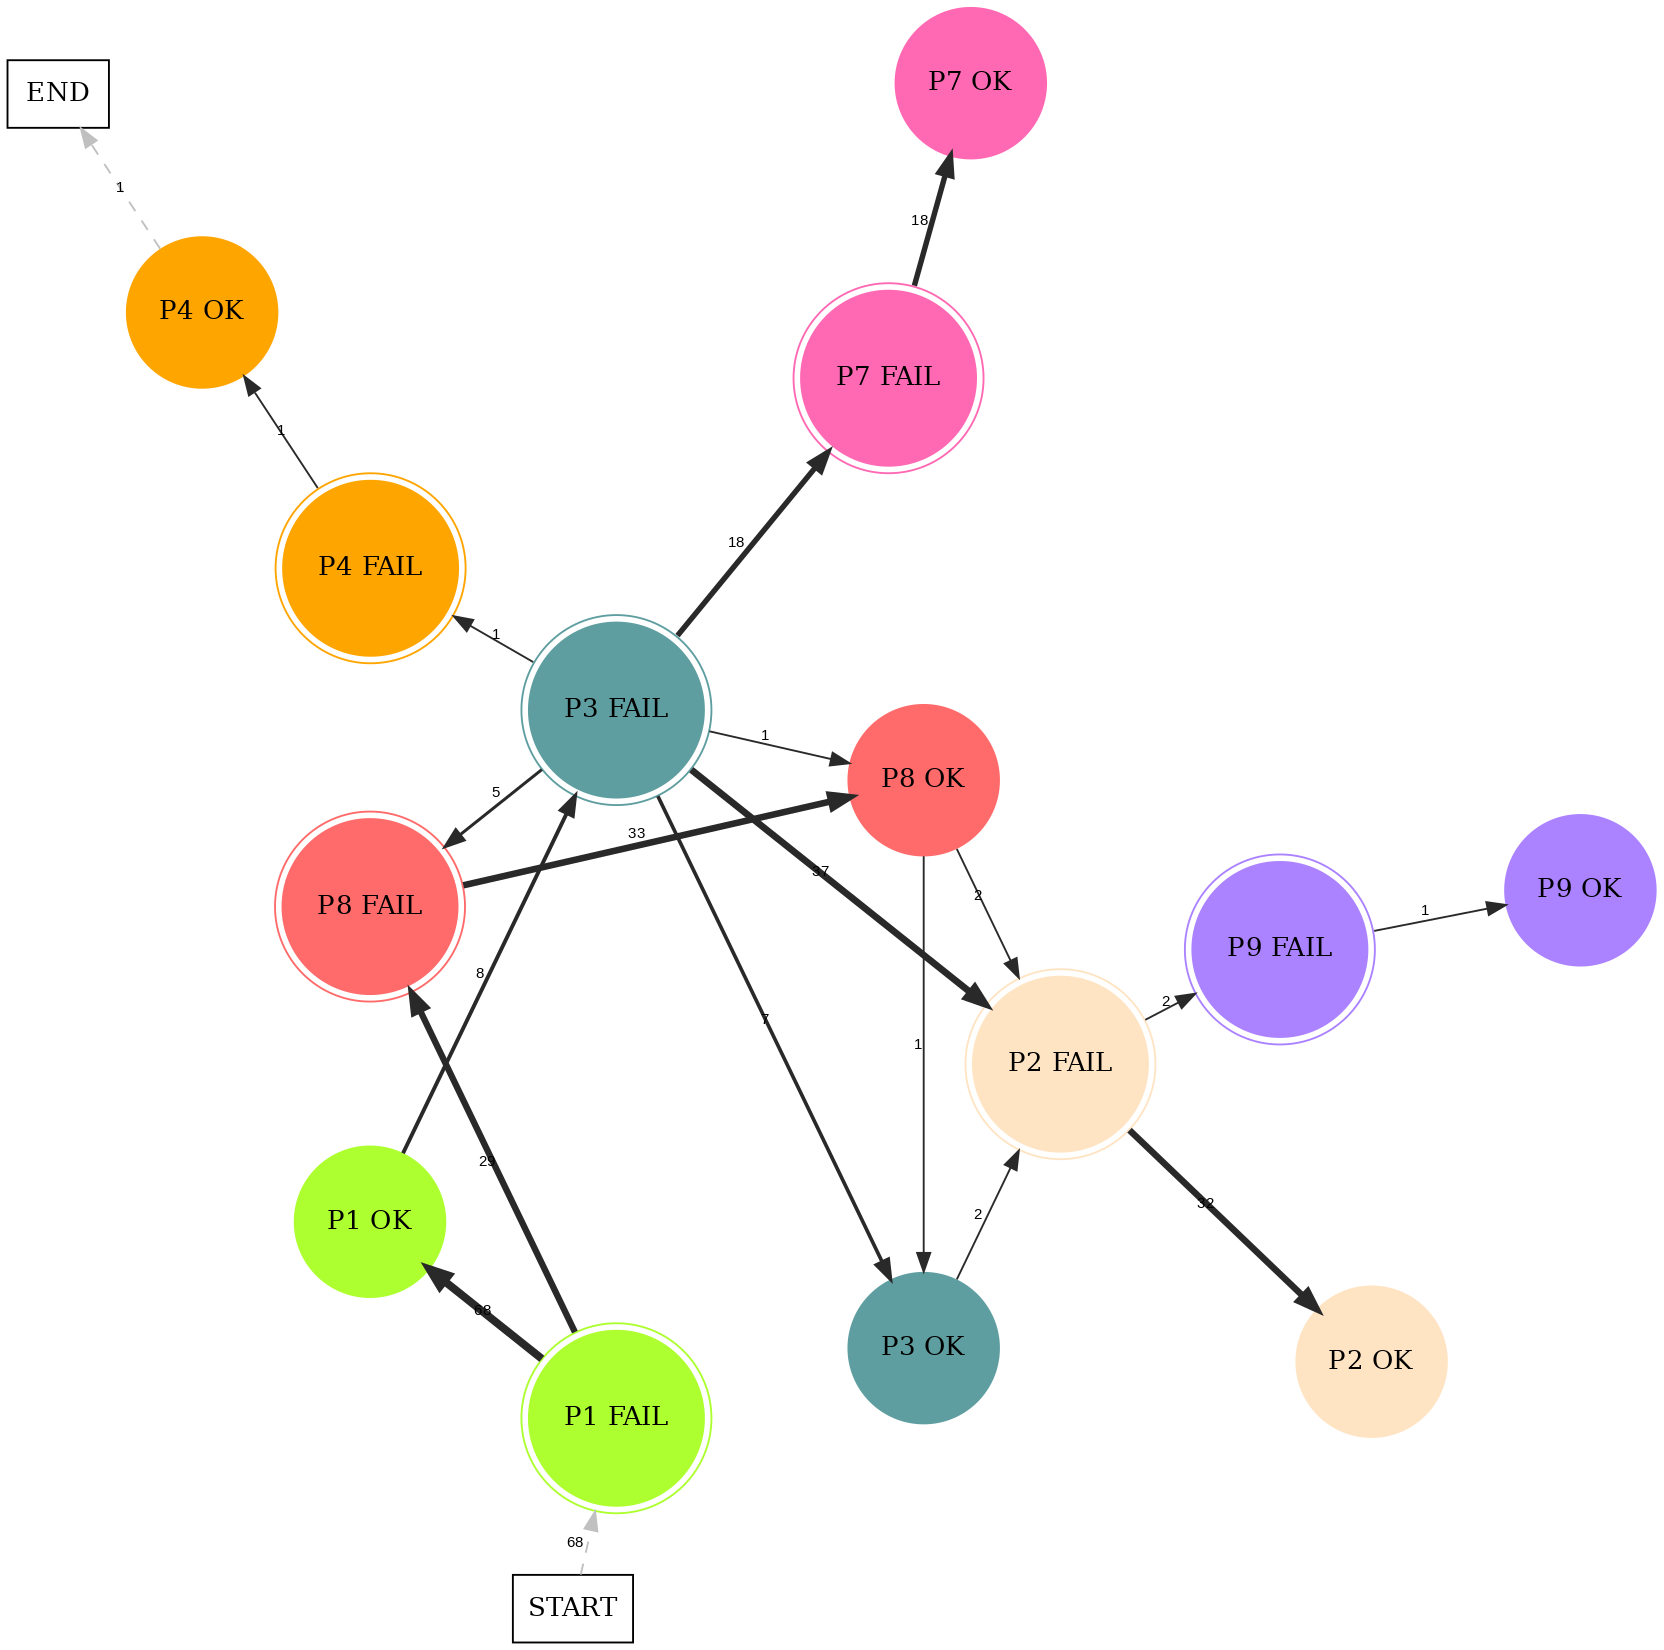 P7 OK
END
1
P4 OK
18
P7 FAIL
1
18
P4 FAIL
1
P3 FAIL
1
P8 OK
5
33
37
P9 OK
2
P8 FAIL
1
P9 FAIL
8
2
7
1
P2 FAIL
29
32
P1 OK
2
68
P3 OK
P2 OK
P1 FAIL
68
START